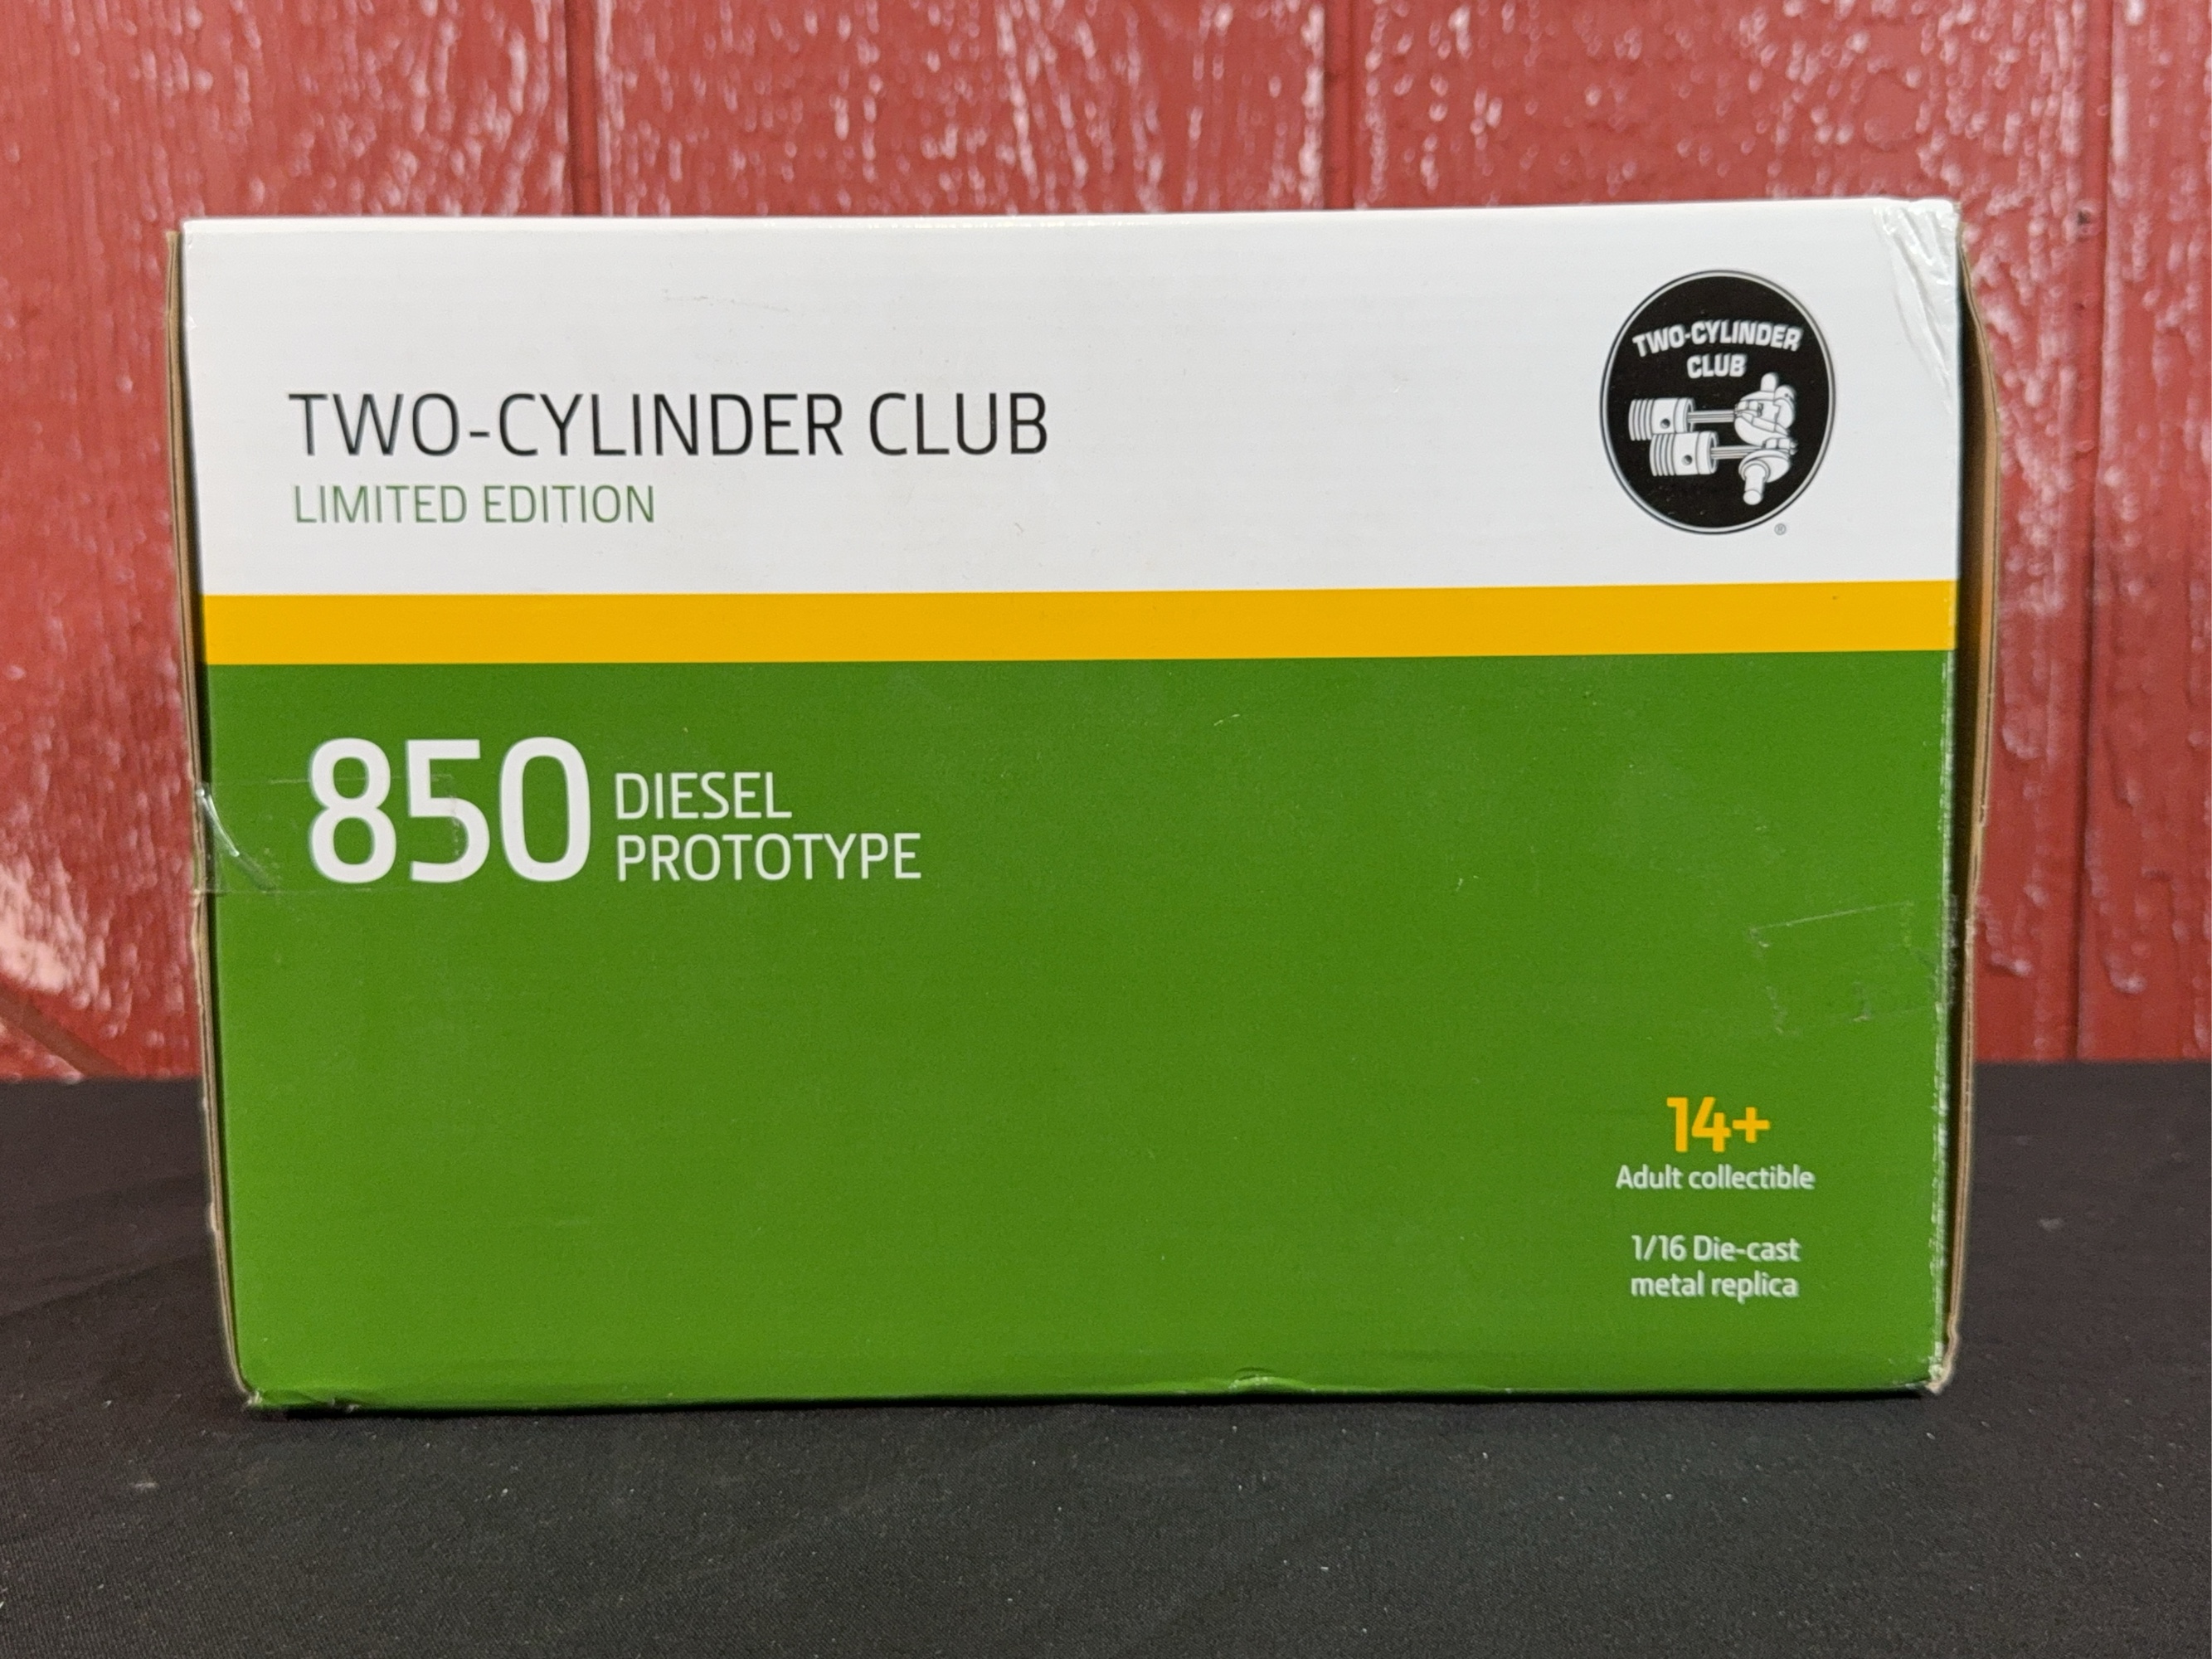 TWO-CYLINDER
CLUB
®
TWO-CYLINDER CLUB
LIMITED EDITION
850 DIESEL
PROTOTYPE
14+
Adult collectible
1/16 Die-cast
metal replica